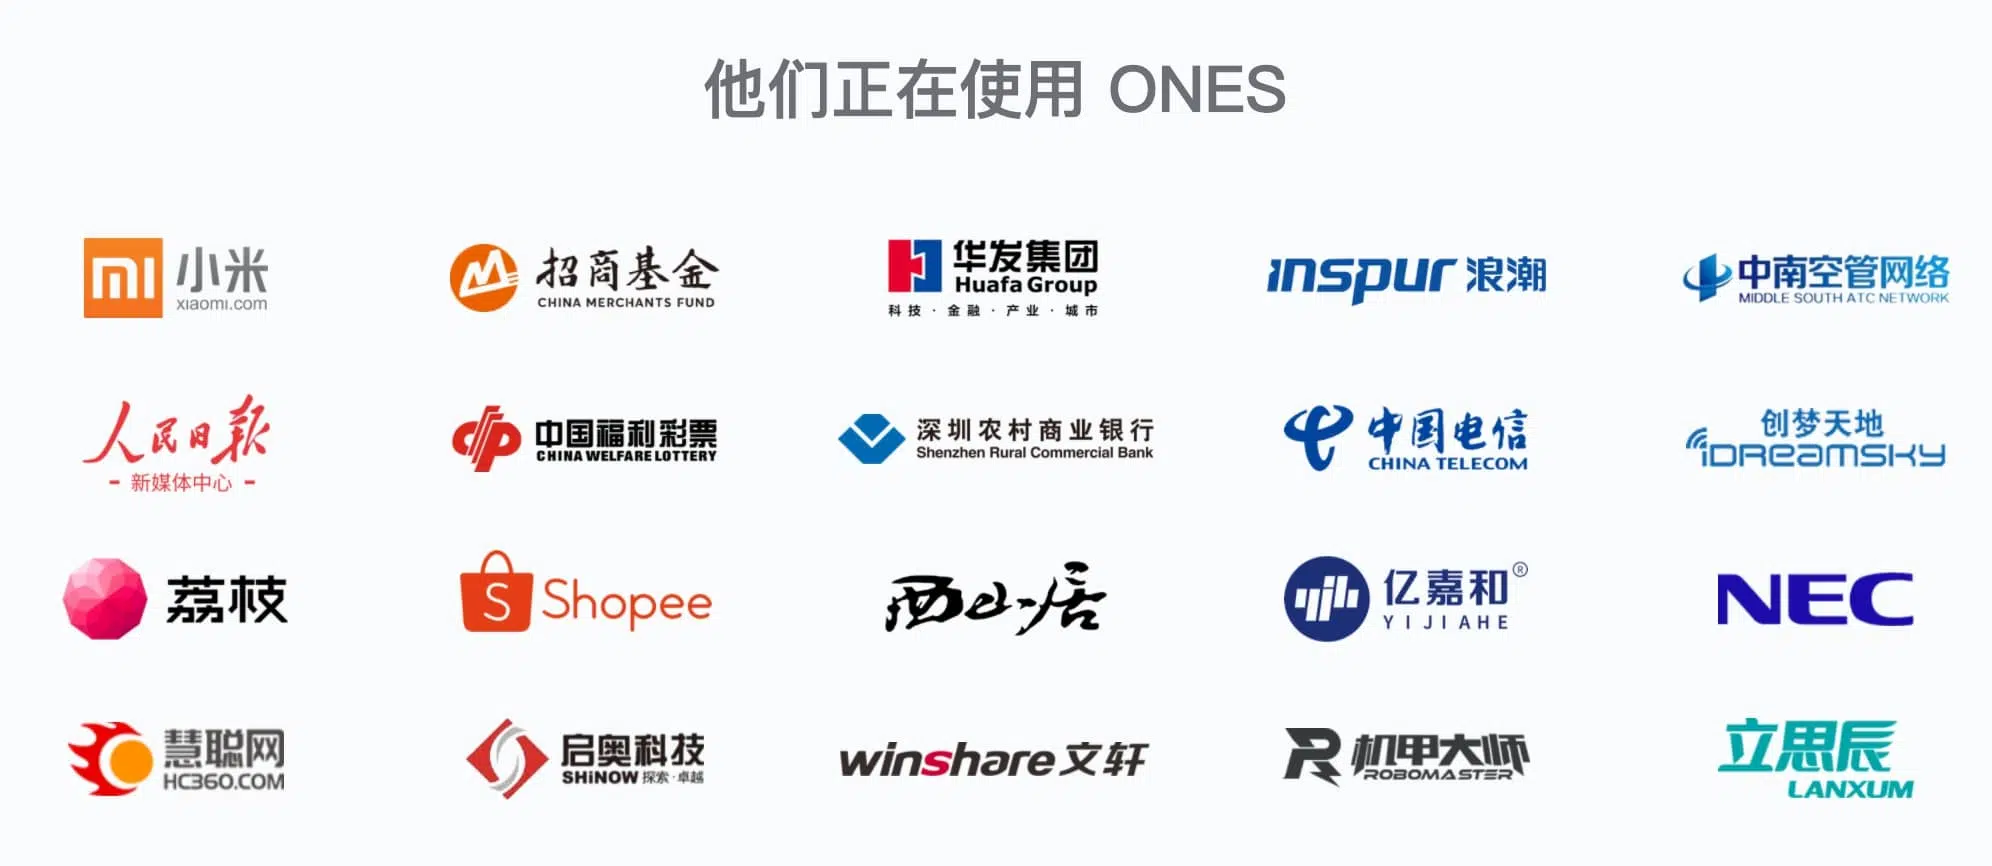 他们正在使用 ONES
mi 小米
xiaomi.com
招商基金
CHINA MERCHANTS FUND
华发集团
Huafa Group
科技·金融·产业·城市
inspur 浪潮
中南空管网络
MIDDLE SOUTH ATC NETWORK
人民日报
- 新媒体中心 -
中国福利彩票
CHINA WELFARE LOTTERY
深圳农村商业银行
Shenzhen Rural Commercial Bank
中国电信
CHINA TELECOM
创梦天地
iDREAMSKY
荔枝
S Shopee
西山居
亿嘉和®
YIJIAHE
NEC
慧聪网
HC360.COM
启奥科技
SHiNOW 探索·卓越
winshare文轩
机甲大师
ROBOMASTER
立思辰
LANXUM